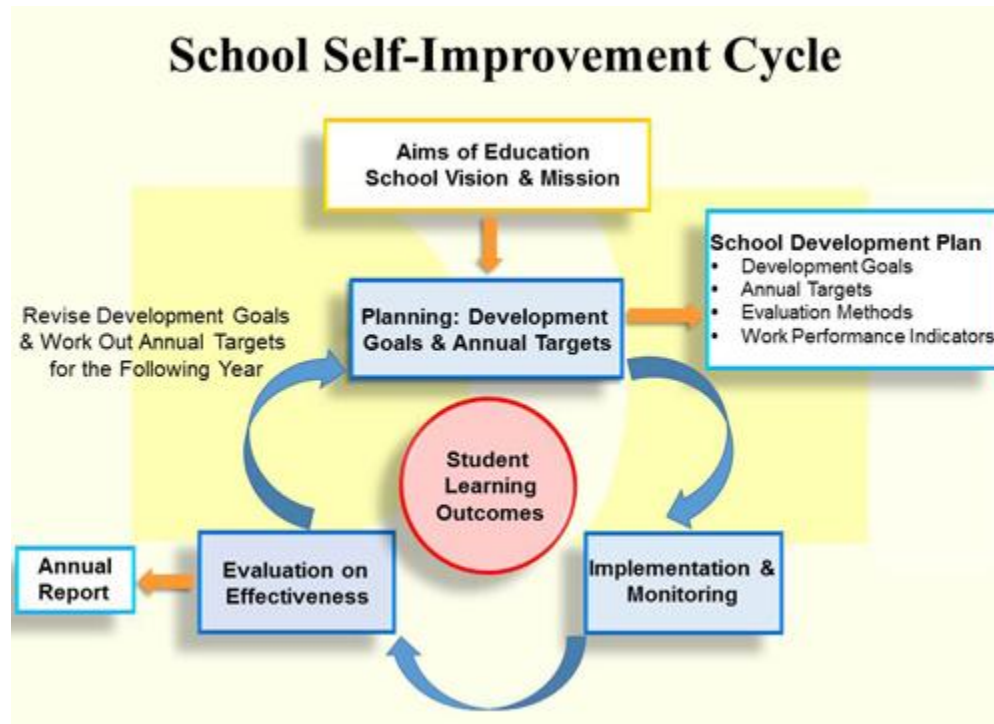 School Self-Improvement Cycle
Aims of Education
School Vision & Mission
School Development Plan
• Development Goals
• Annual Targets
• Evaluation Methods
• Work Performance Indicators
Planning: Development
Goals & Annual Targets
Revise Development Goals
& Work Out Annual Targets
for the Following Year
Student
Learning
Outcomes
Implementation &
Monitoring
Evaluation on
Effectiveness
Annual
Report